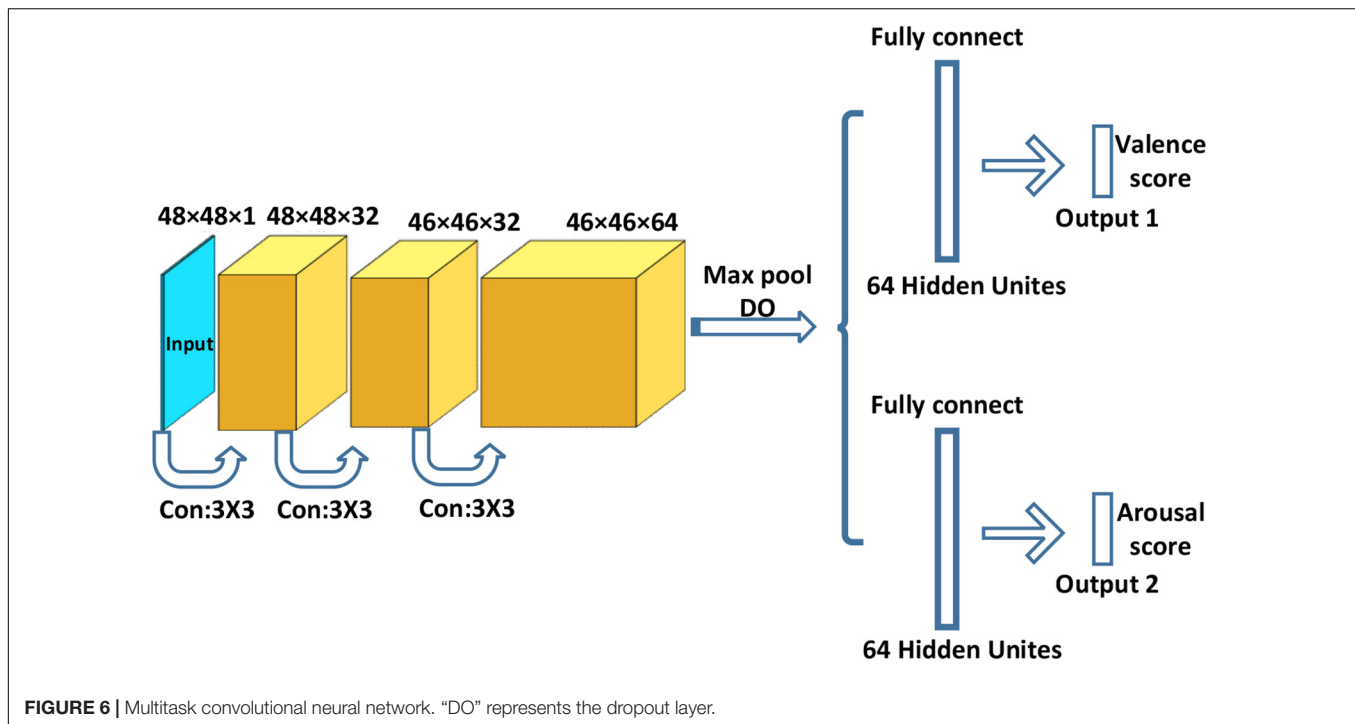 Fully connect
Valence
score
Output 1
64 Hidden Unites
48×48×1
48×48×32
46×46×32
46×46×64
Input
Max pool
DO
Con:3X3
Con:3X3
Con:3X3
Fully connect
Arousal
score
Output 2
64 Hidden Unites
FIGURE 6 | Multitask convolutional neural network. “DO” represents the dropout layer.